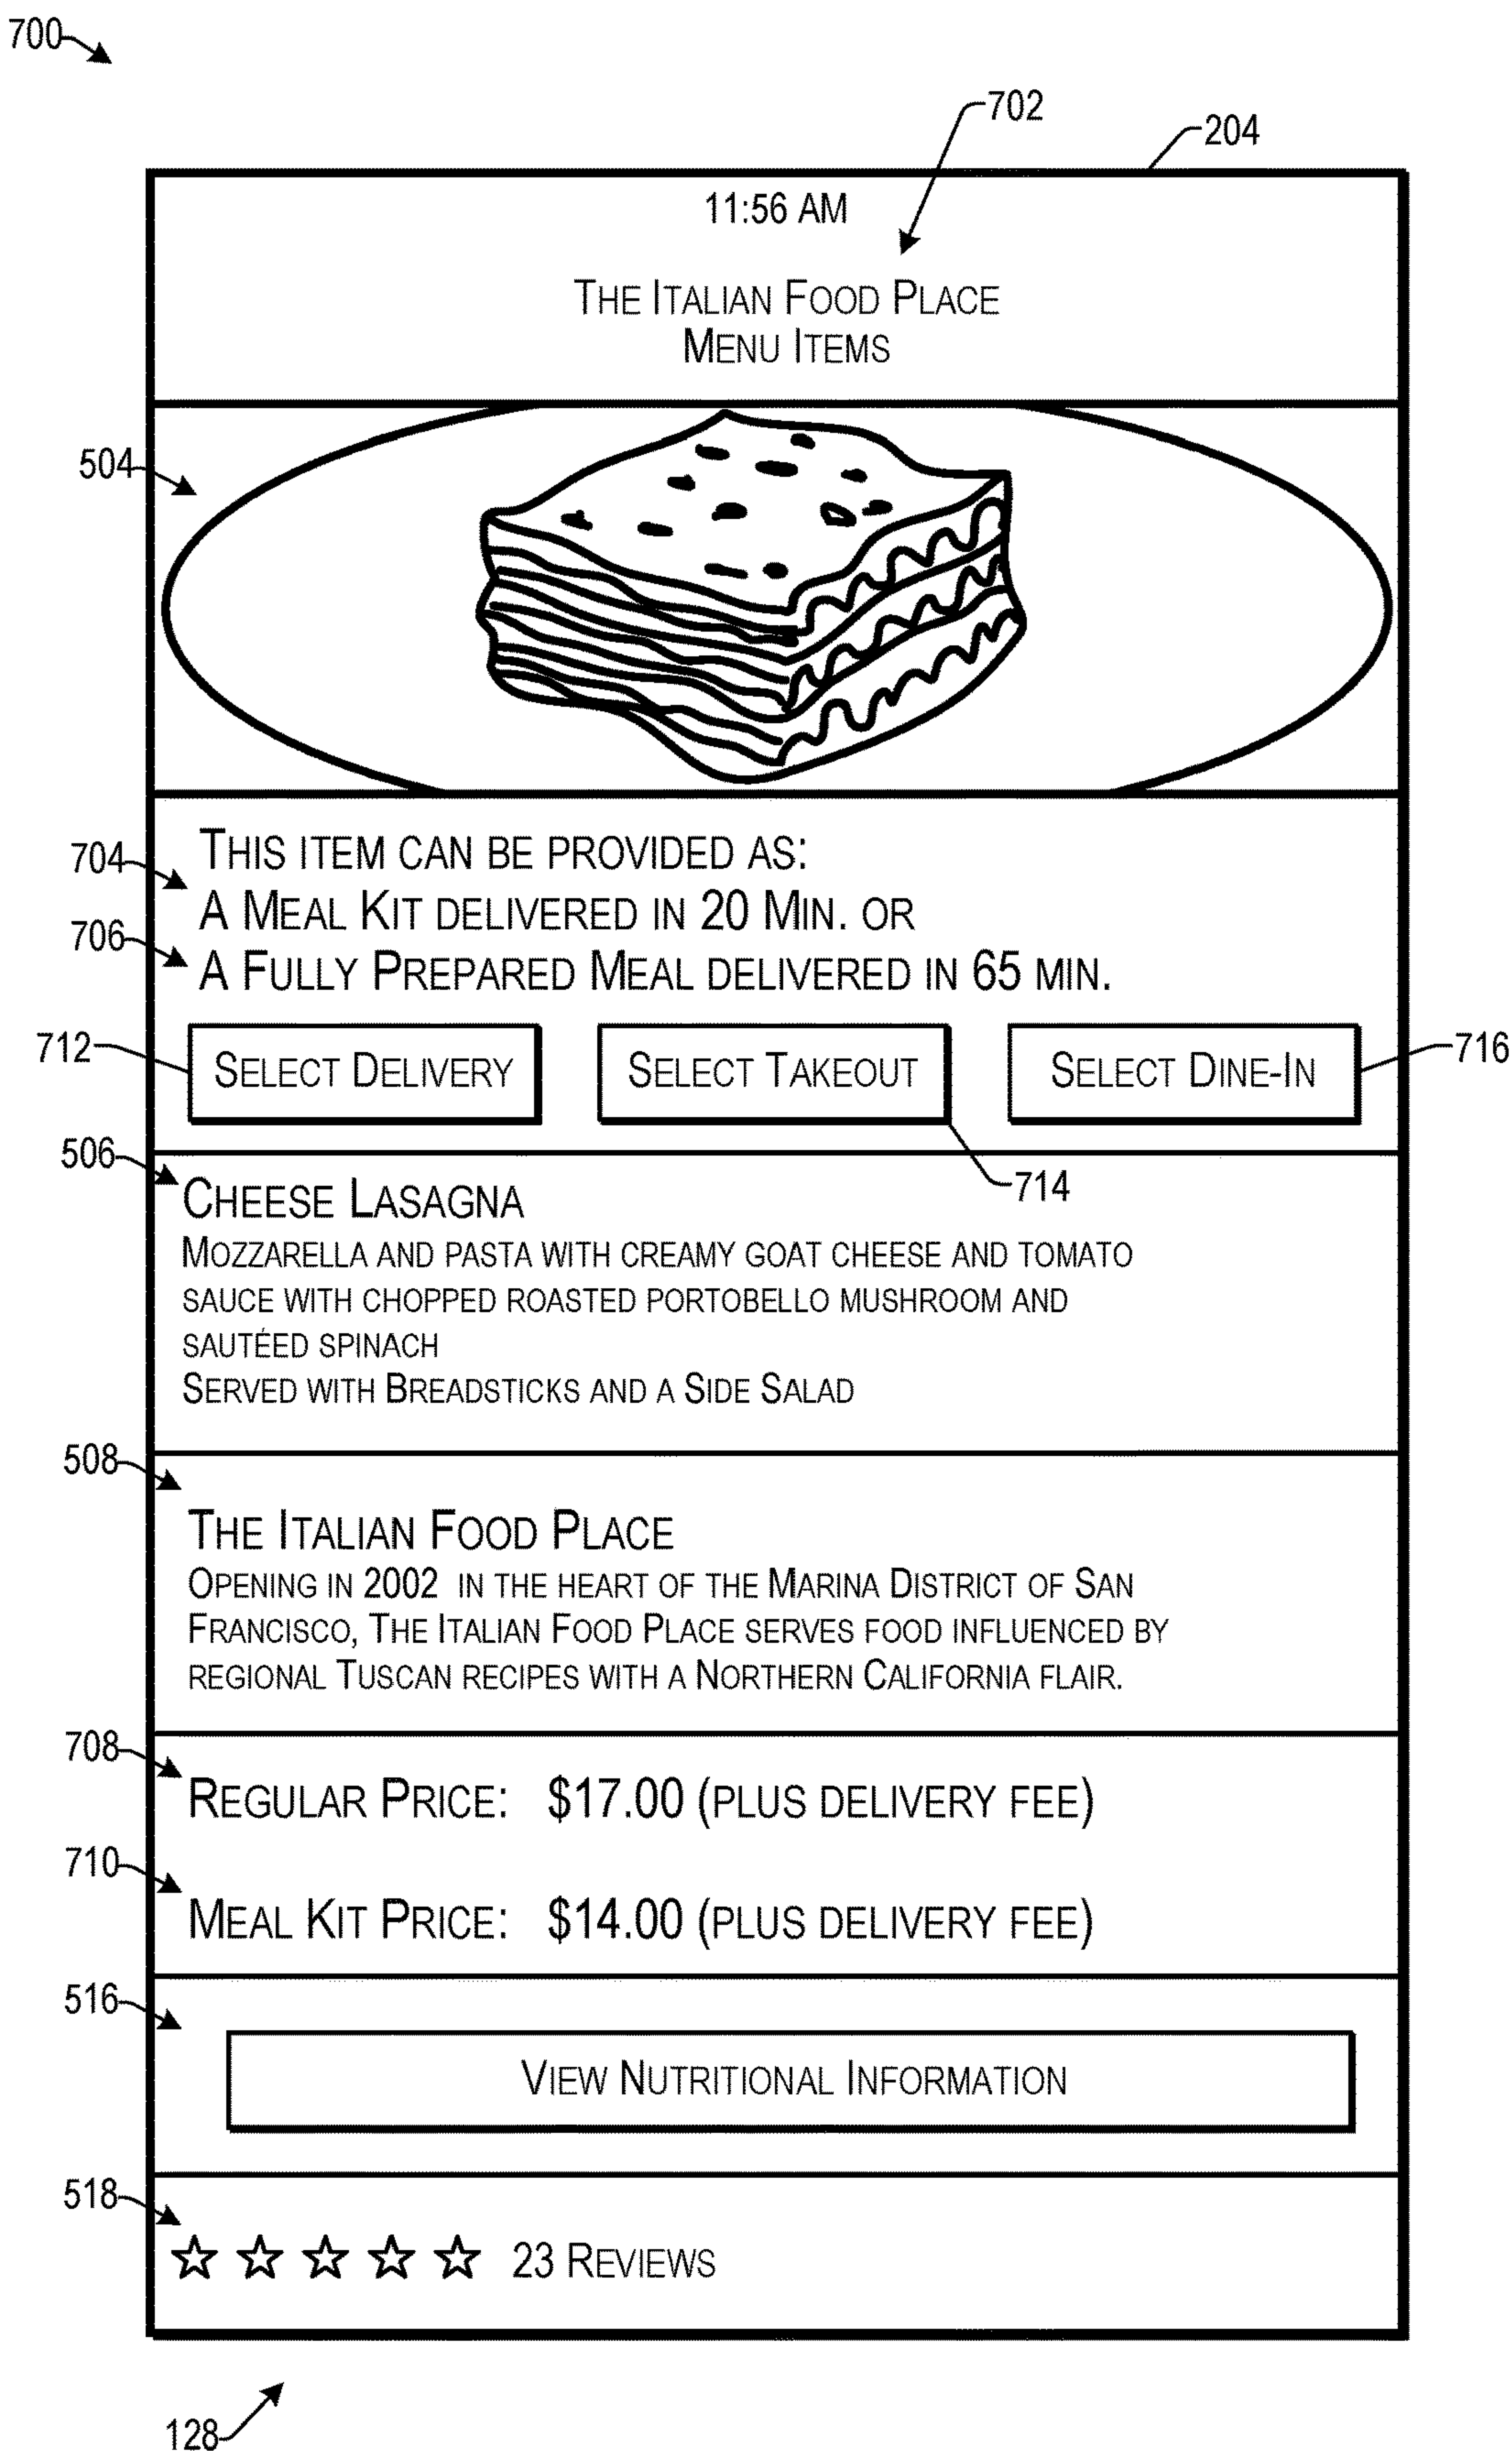 700
702
204
11:56 AM
THE ITALIAN FOOD PLACE
MENU ITEMS
504
THIS ITEM CAN BE PROVIDED AS:
704
A MEAL KIT DELIVERED IN 20 MIN. OR
706
A FULLY PREPARED MEAL DELIVERED IN 65 MIN.
712
SELECT DELIVERY
SELECT TAKEOUT
SELECT DINE-IN
716
506
714
CHEESE LASAGNA
MOZZARELLA AND PASTA WITH CREAMY GOAT CHEESE AND TOMATO
SAUCE WITH CHOPPED ROASTED PORTOBELLO MUSHROOM AND
SAUTÉED SPINACH
SERVED WITH BREADSTICKS AND A SIDE SALAD
508
THE ITALIAN FOOD PLACE
OPENING IN 2002 IN THE HEART OF THE MARINA DISTRICT OF SAN
FRANCISCO, THE ITALIAN FOOD PLACE SERVES FOOD INFLUENCED BY
REGIONAL TUSCAN RECIPES WITH A NORTHERN CALIFORNIA FLAIR.
708
REGULAR PRICE: $17.00 (PLUS DELIVERY FEE)
710
MEAL KIT PRICE: $14.00 (PLUS DELIVERY FEE)
516
VIEW NUTRITIONAL INFORMATION
518
23 REVIEWS
128